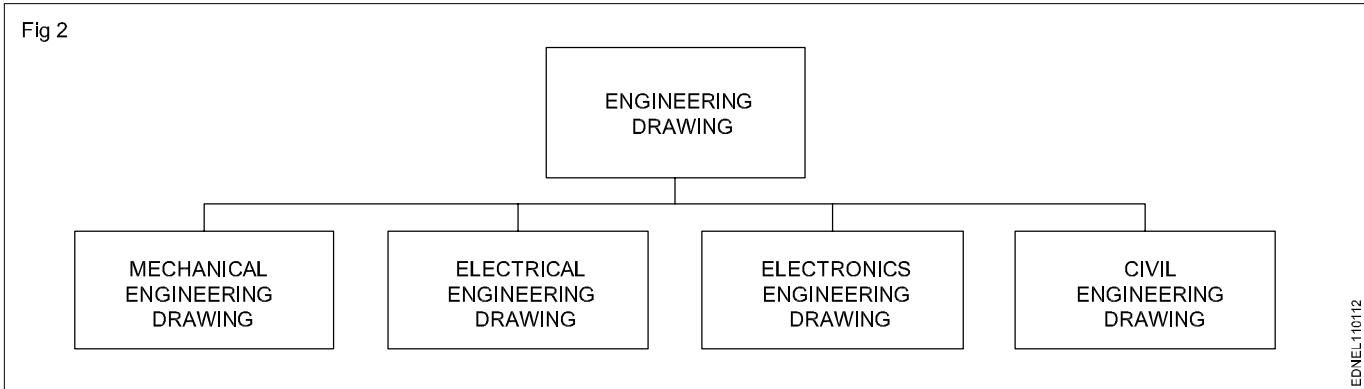 Fig 2
ENGINEERING
DRAWING
MECHANICAL
ENGINEERING
DRAWING
ELECTRICAL
ENGINEERING
DRAWING
ELECTRONICS
ENGINEERING
DRAWING
CIVIL
ENGINEERING
DRAWING
EDNEL110112